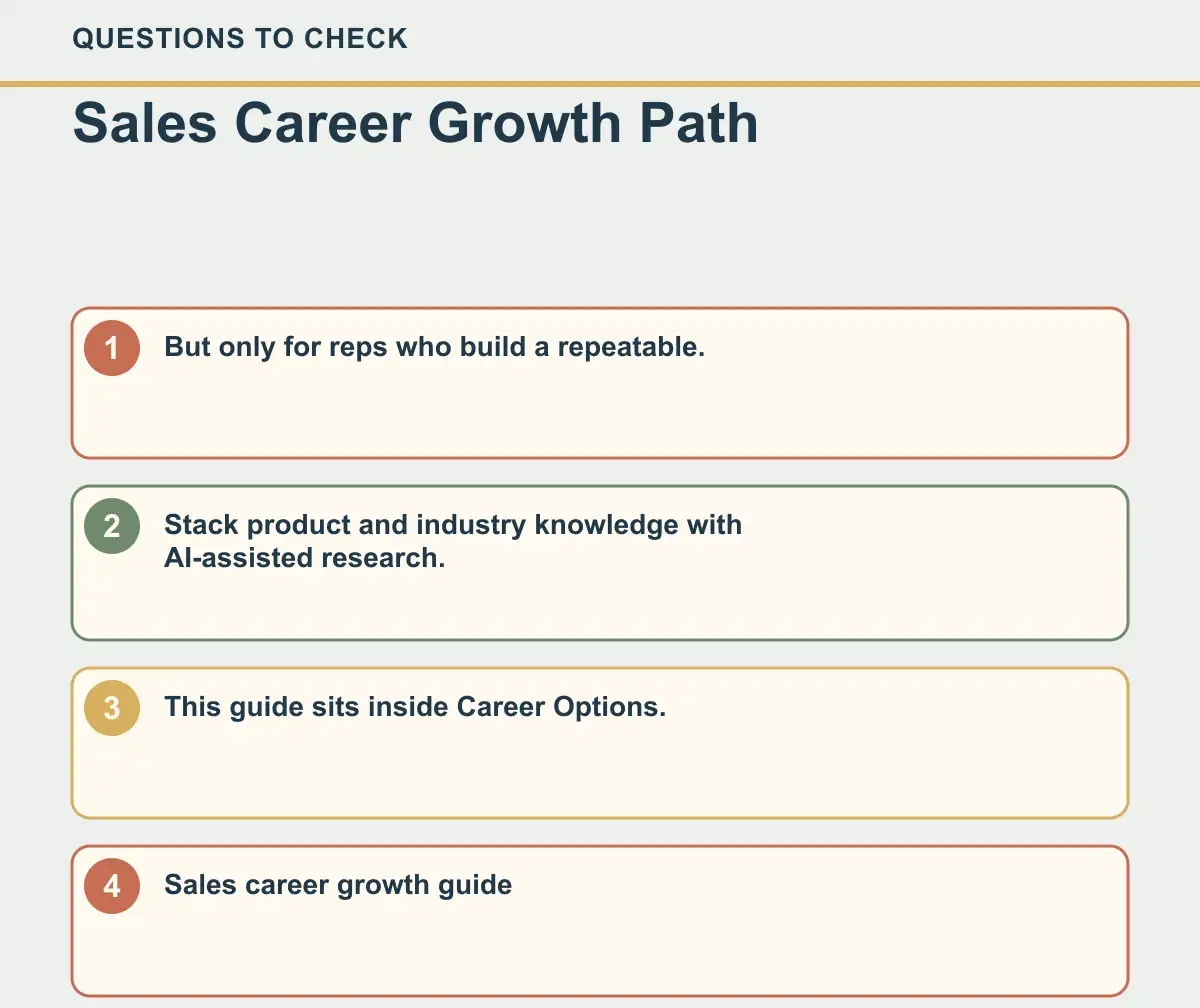 QUESTIONS TO CHECK
Sales Career Growth Path
1
But only for reps who build a repeatable.
2
Stack product and industry knowledge with
AI-assisted research.
3
This guide sits inside Career Options.
4
Sales career growth guide